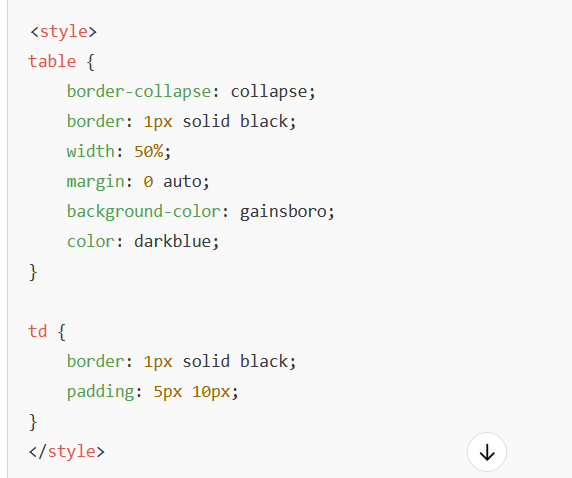 <style>
table {
    border-collapse: collapse;
    border: 1px solid black;
    width: 50%;
    margin: 0 auto;
    background-color: gainsboro;
    color: darkblue;
}

td {
    border: 1px solid black;
    padding: 5px 10px;
}
</style>